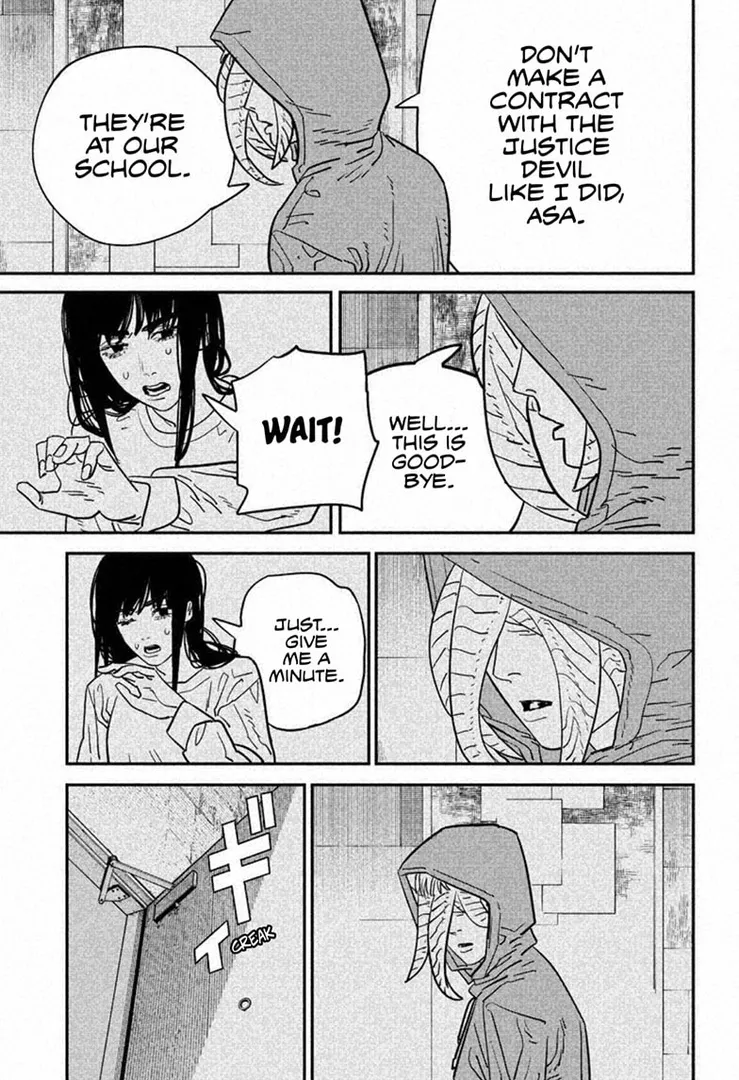 DON'T
MAKE A
CONTRACT
WITH THE
JUSTICE
DEVIL
LIKE I DID,
ASA.
THEY'RE
AT OUR
SCHOOL.
WELL...
THIS IS
GOOD-
BYE.
WAIT!
JUST...
GIVE
ME A
MINUTE.
ギイ
CREAK